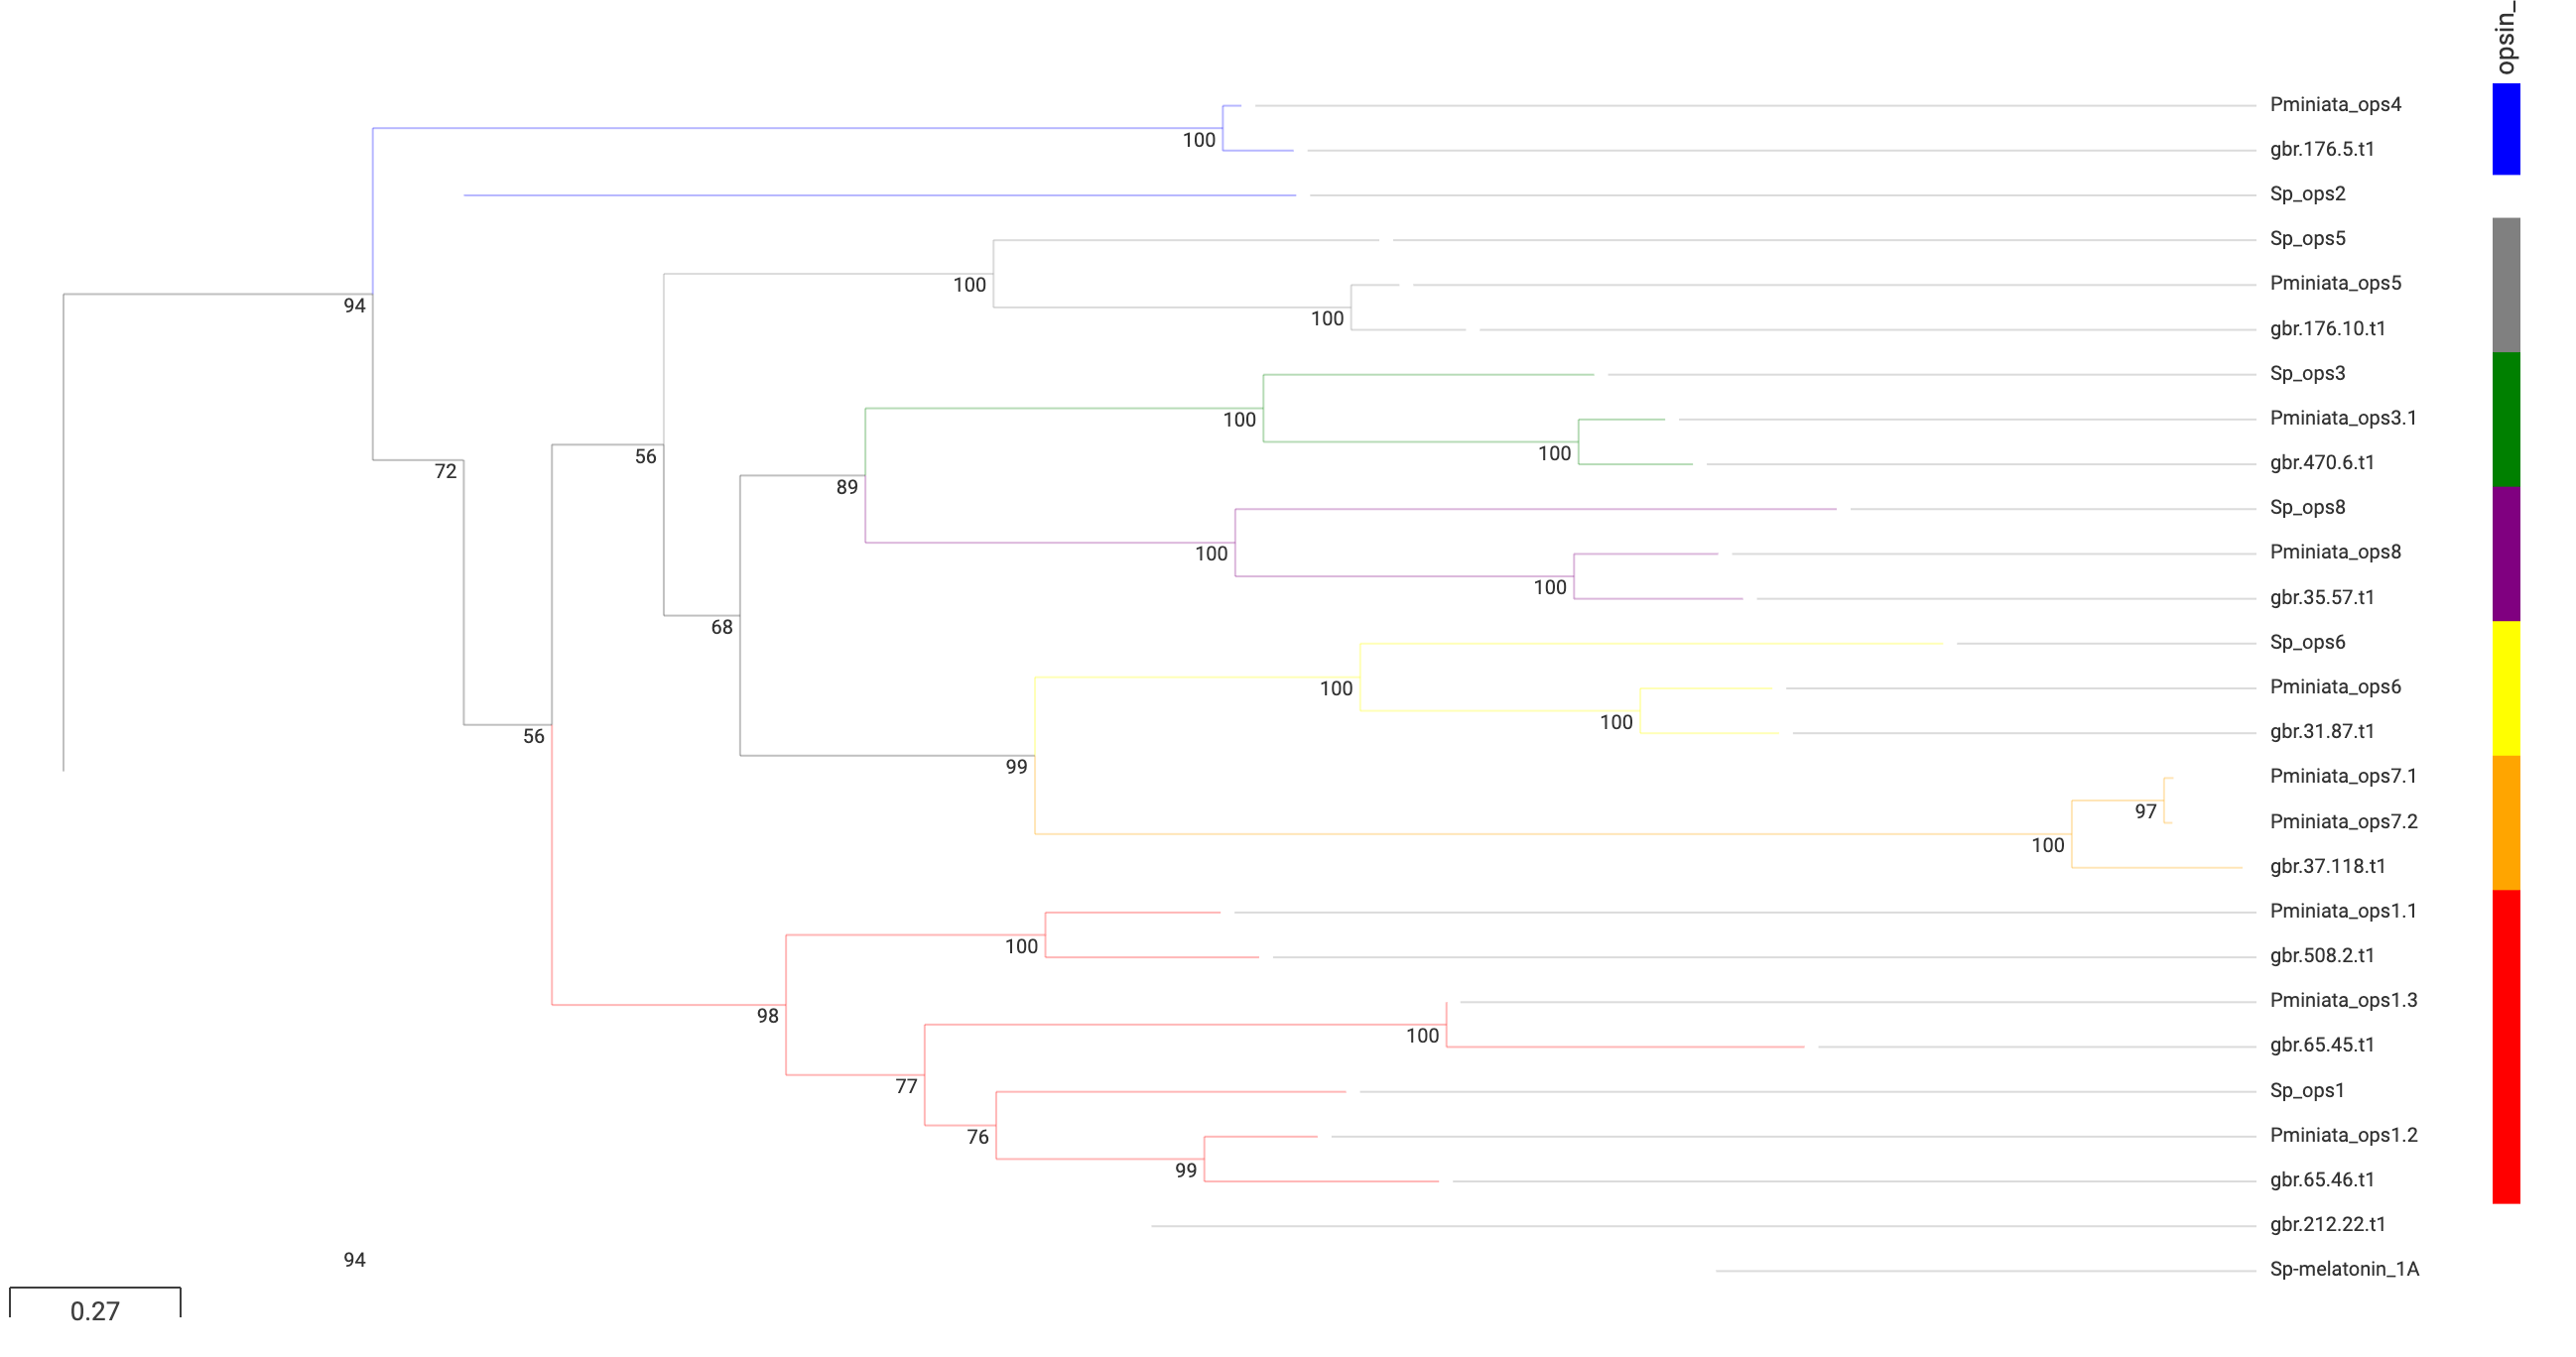 opsin_
Pminiata_ops4
100
gbr.176.5.t1
Sp_ops2
Sp_ops5
100
Pminiata_ops5
94
100
gbr.176.10.t1
Sp_ops3
100
Pminiata_ops3.1
56
100
gbr.470.6.t1
72
89
Sp_ops8
100
Pminiata_ops8
100
gbr.35.57.t1
68
Sp_ops6
100
Pminiata_ops6
100
gbr.31.87.t1
56
99
Pminiata_ops7.1
97
Pminiata_ops7.2
100
gbr.37.118.t1
Pminiata_ops1.1
100
gbr.508.2.t1
Pminiata_ops1.3
98
100
gbr.65.45.t1
77
Sp_ops1
76
Pminiata_ops1.2
99
gbr.65.46.t1
gbr.212.22.t1
94
Sp-melatonin_1A
0.27